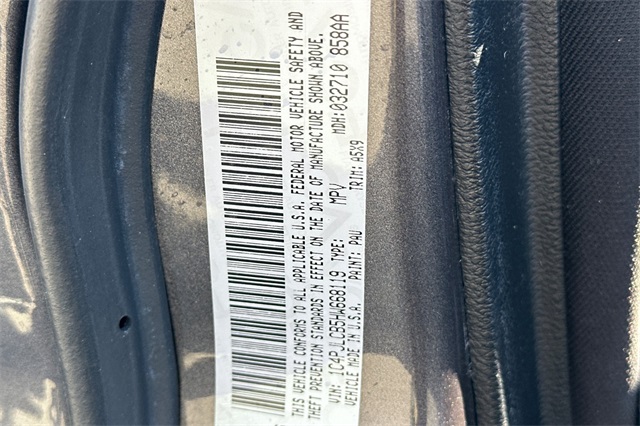 THIS VEHICLE CONFORMS TO ALL APPLICABLE U.S.A. FEDERAL MOTOR VEHICLE SAFETY AND
THEFT PREVENTION STANDARDS IN EFFECT ON THE DATE OF MANUFACTURE SHOWN ABOVE.
VIN: 1C4PJLCB5HW668119 TYPE: MPV MDH: 032710 858AA
VEHICLE MADE IN U.S.A. PAINT: PAU TRIM: A5X9